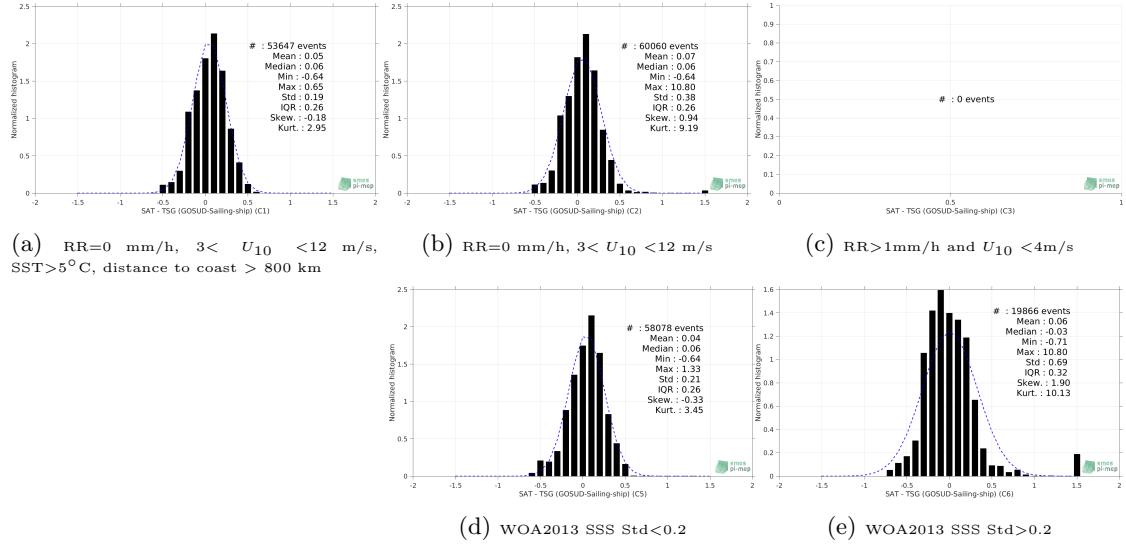 2.5
2
1.5
1
0.5
0
Normalized histogram
# : 53647 events
Mean : 0.05
Median : 0.06
Min : -0.64
Max : 0.65
Std : 0.19
IQR : 0.26
Skew. : -0.18
Kurt. : 2.95
smos
pi-mep
-2 -1.5 -1 -0.5 0 0.5 1 1.5 2
SAT - TSG (GOSUD-Sailing-ship) (C1)
(a) RR=0 mm/h, 3< U10 <12 m/s,
SST>5°C, distance to coast > 800 km
2.5
2
1.5
1
0.5
0
Normalized histogram
# : 60060 events
Mean : 0.07
Median : 0.06
Min : -0.64
Max : 10.80
Std : 0.38
IQR : 0.26
Skew. : 0.94
Kurt. : 9.19
smos
pi-mep
-2 -1.5 -1 -0.5 0 0.5 1 1.5 2
SAT - TSG (GOSUD-Sailing-ship) (C2)
(b) RR=0 mm/h, 3< U10 <12 m/s
1
0.9
0.8
0.7
0.6
0.5
0.4
0.3
0.2
0.1
0
Normalized histogram
# : 0 events
smos
pi-mep
0 0.5 1
SAT - TSG (GOSUD-Sailing-ship) (C3)
(c) RR>1mm/h and U10 <4m/s
2.5
2
1.5
1
0.5
0
Normalized histogram
# : 58078 events
Mean : 0.04
Median : 0.06
Min : -0.64
Max : 1.33
Std : 0.21
IQR : 0.26
Skew. : -0.33
Kurt. : 3.45
smos
pi-mep
-2 -1.5 -1 -0.5 0 0.5 1 1.5 2
SAT - TSG (GOSUD-Sailing-ship) (C5)
(d) WOA2013 SSS Std<0.2
1.6
1.4
1.2
1
0.8
0.6
0.4
0.2
0
Normalized histogram
# : 19866 events
Mean : 0.06
Median : -0.03
Min : -0.71
Max : 10.80
Std : 0.69
IQR : 0.32
Skew. : 1.90
Kurt. : 10.13
smos
pi-mep
-2 -1.5 -1 -0.5 0 0.5 1 1.5 2
SAT - TSG (GOSUD-Sailing-ship) (C6)
(e) WOA2013 SSS Std>0.2